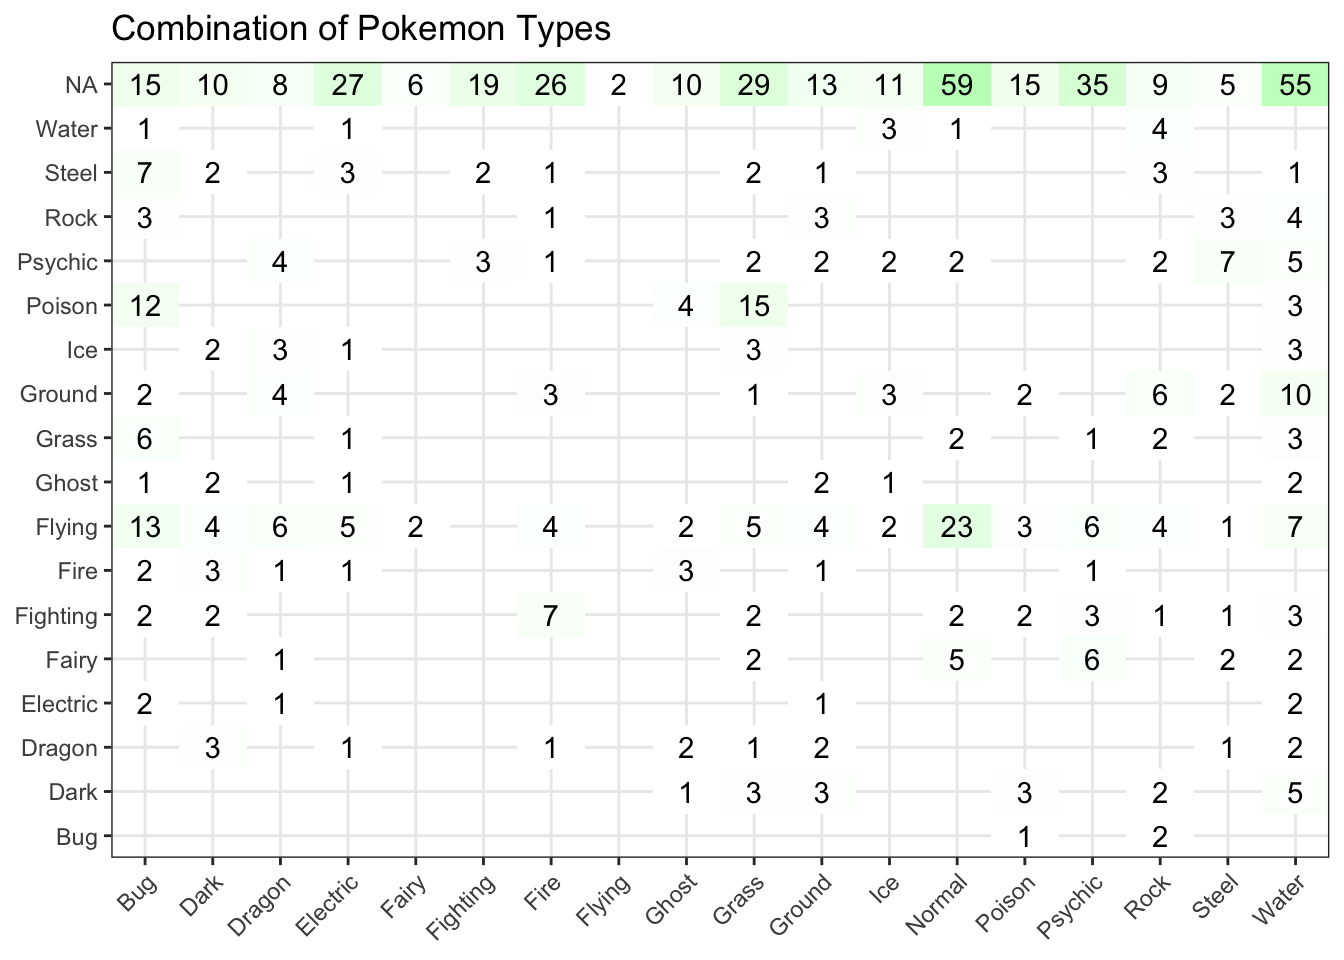 Combination of Pokemon Types
NA 15 10 8 27 6 19 26 2 10 29 13 11 59 15 35 9 5 55
Water 1 1 3 1 4
Steel 7 2 3 2 1 2 1 3 1
Rock 3 1 3 3 4
Psychic 4 3 1 2 2 2 2 2 7 5
Poison 12 4 15 3
Ice 2 3 1 3 3
Ground 2 4 3 1 3 2 6 2 10
Grass 6 1 2 1 2 3
Ghost 1 2 1 2 1 2
Flying 13 4 6 5 2 4 2 5 4 2 23 3 6 4 1 7
Fire 2 3 1 1 3 1 1
Fighting 2 2 7 2 2 2 3 1 1 3
Fairy 1 2 5 6 2 2
Electric 2 1 1 2
Dragon 3 1 1 2 1 2 1 2
Dark 1 3 3 3 2 5
Bug 1 2
Bug Dark Dragon Electric Fairy Fighting Fire Flying Ghost Grass Ground Ice Normal Poison Psychic Rock Steel Water